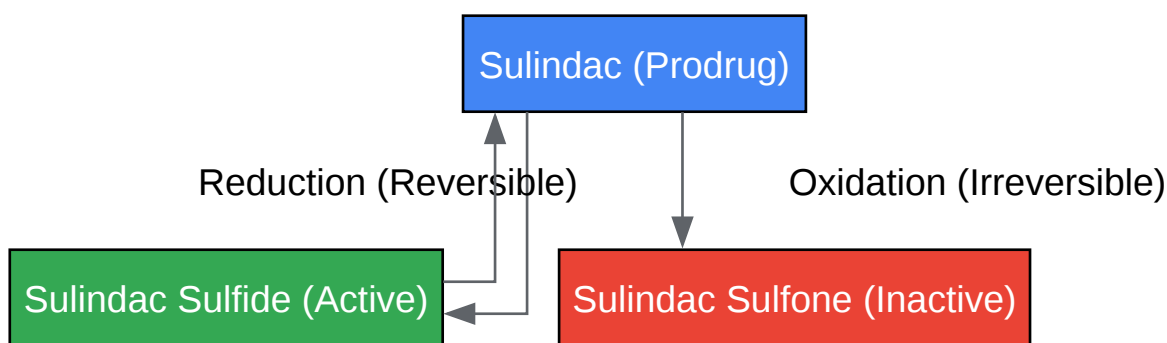 Sulindac (Prodrug)
Reduction (Reversible)
Oxidation (Irreversible)
Sulindac Sulfide (Active)
Sulindac Sulfone (Inactive)